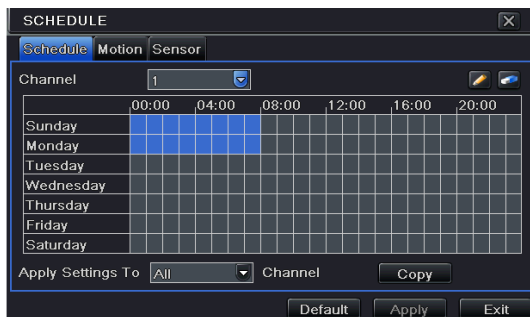 SCHEDULE
Schedule Motion Sensor
Channel 1
00:00 04:00 08:00 12:00 16:00 20:00
Sunday
Monday
Tuesday
Wednesday
Thursday
Friday
Saturday
Apply Settings To All Channel Copy
Default Apply Exit